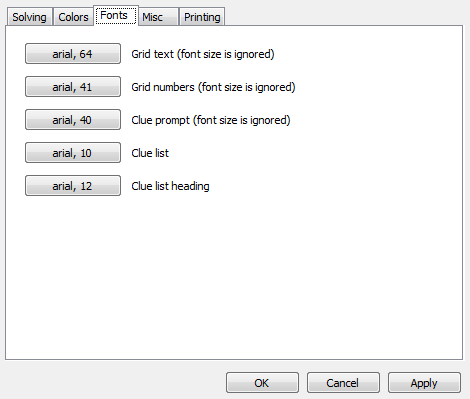 Solving Colors Fonts Misc Printing
arial, 64 Grid text (font size is ignored)
arial, 41 Grid numbers (font size is ignored)
arial, 40 Clue prompt (font size is ignored)
arial, 10 Clue list
arial, 12 Clue list heading
OK Cancel Apply